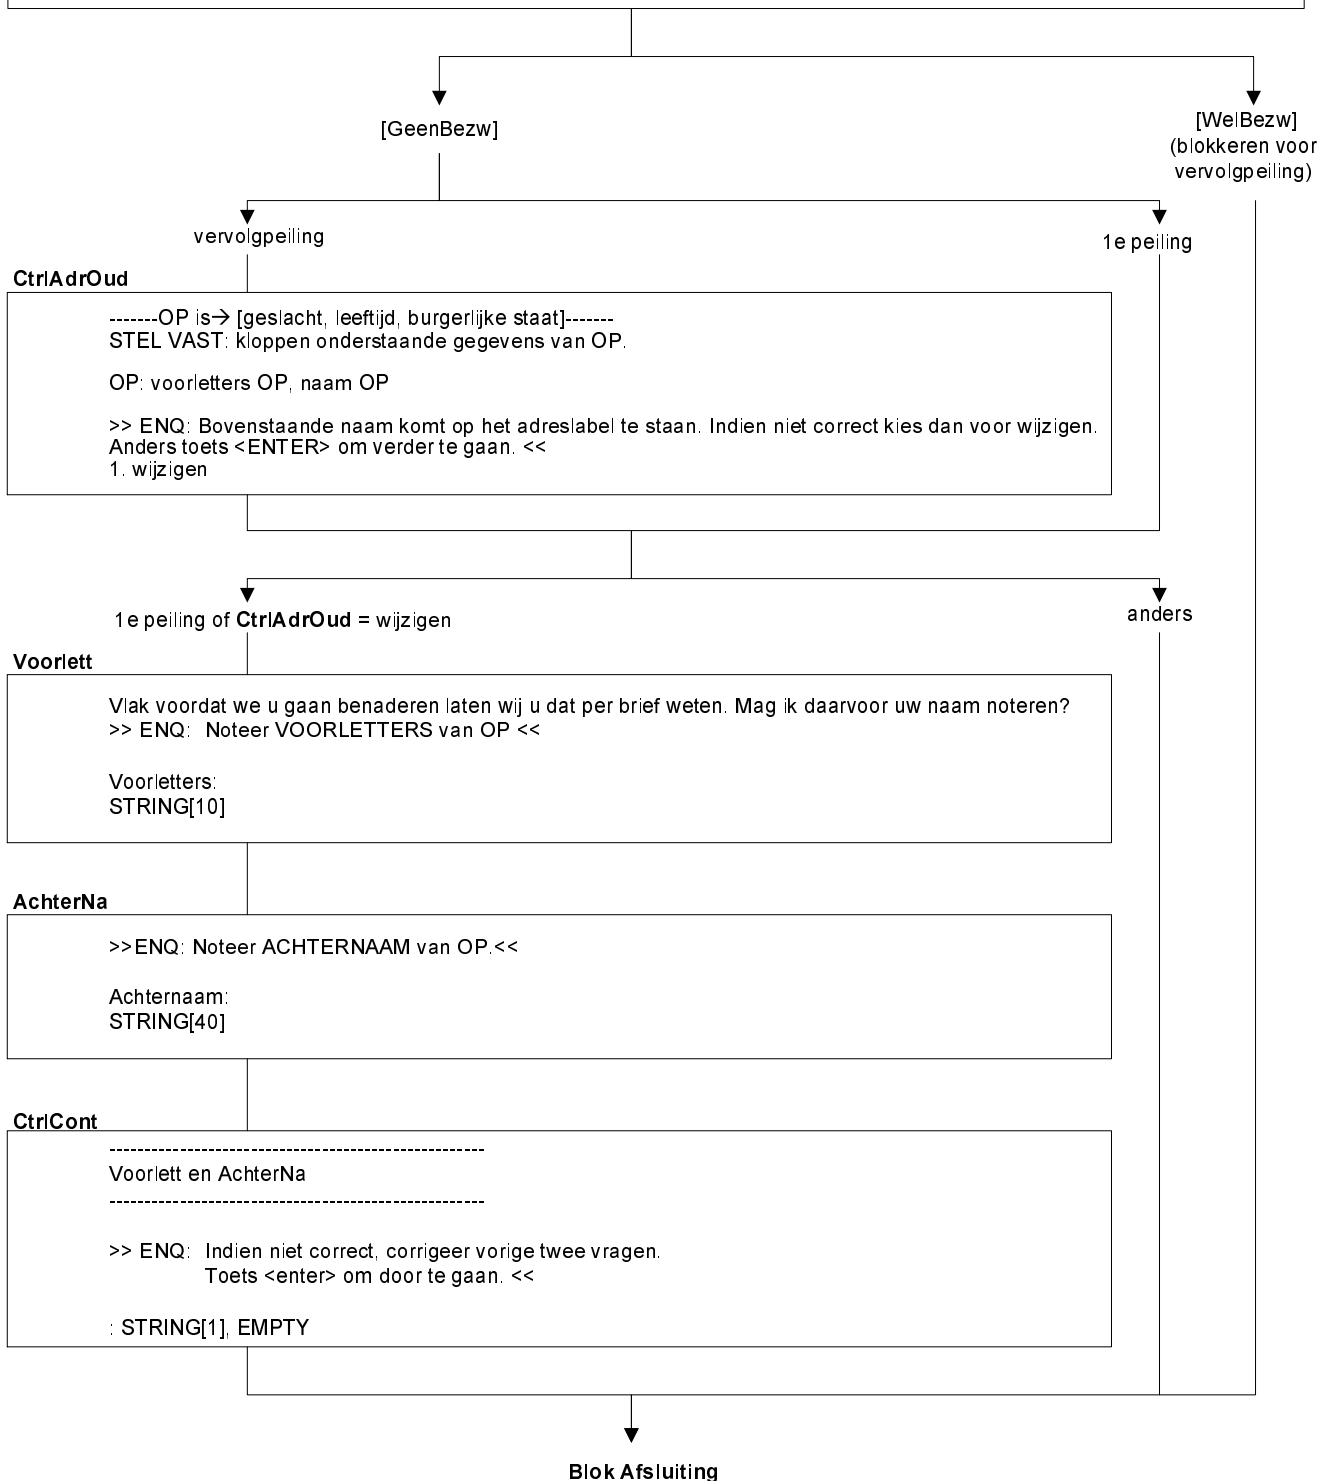 [GeenBezw]
[WelBezw]
(blokkeren voor
vervolgpeiling)
vervolgpeiling
1e peiling
CtrlAdrOud
-------OP is→ [geslacht, leeftijd, burgerlijke staat]-------
STEL VAST: kloppen onderstaande gegevens van OP.
OP: voorletters OP, naam OP
>> ENQ: Bovenstaande naam komt op het adreslabel te staan. Indien niet correct kies dan voor wijzigen.
Anders toets <ENTER> om verder te gaan. <<
1. wijzigen
1e peiling of CtrlAdrOud = wijzigen
anders
Voorlett
Vlak voordat we u gaan benaderen laten wij u dat per brief weten. Mag ik daarvoor uw naam noteren?
>> ENQ: Noteer VOORLETTERS van OP <<
Voorletters:
STRING[10]
AchterNa
>>ENQ: Noteer ACHTERNAAM van OP.<<
Achternaam:
STRING[40]
CtrlCont
-----------------------------------------------------
Voorlett en AchterNa
-----------------------------------------------------
>> ENQ: Indien niet correct, corrigeer vorige twee vragen.
Toets <enter> om door te gaan. <<
: STRING[1], EMPTY
Blok Afsluiting